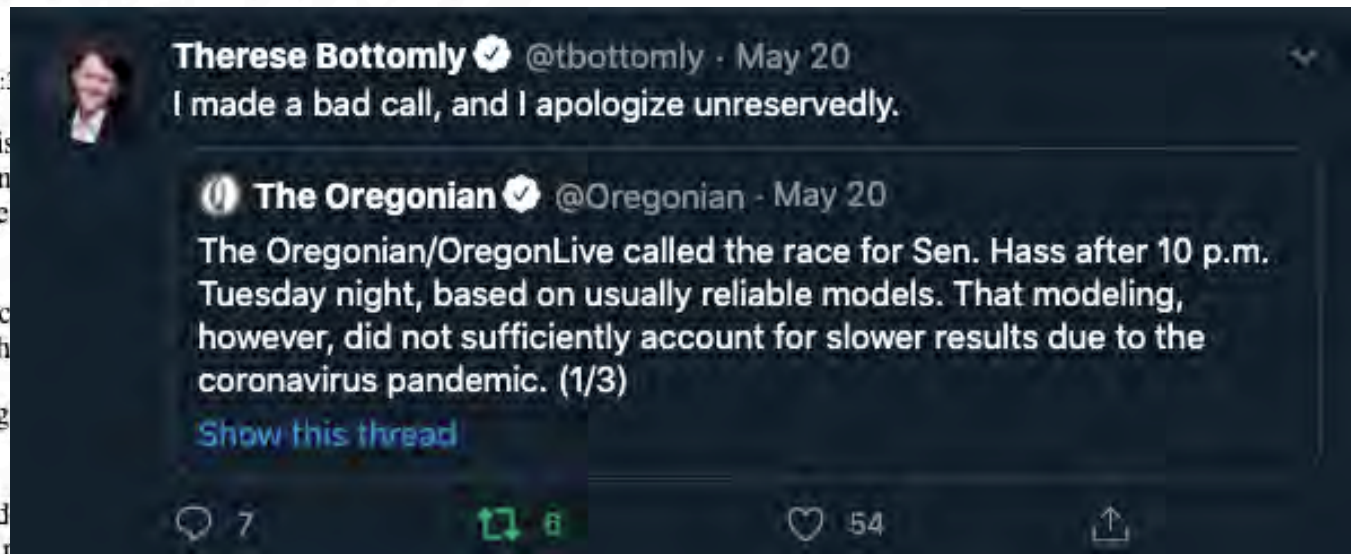 Therese Bottomly @tbottomly · May 20
I made a bad call, and I apologize unreservedly.
The Oregonian @Oregonian · May 20
The Oregonian/OregonLive called the race for Sen. Hass after 10 p.m.
Tuesday night, based on usually reliable models. That modeling,
however, did not sufficiently account for slower results due to the
coronavirus pandemic. (1/3)
Show this thread
7 6 54